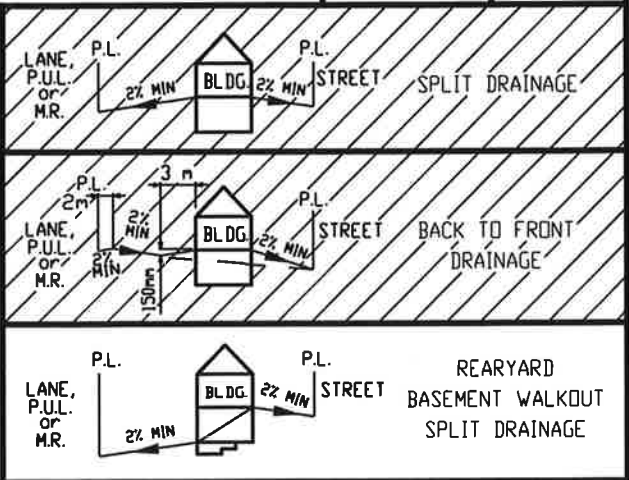 P.L.
P.L.
LANE,
P.U.L.
or
M.R.
2% MIN
BLDG.
2% MIN
STREET
SPLIT DRAINAGE
P.L.
2m
3 m
P.L.
LANE,
P.U.L.
or
M.R.
2%
MIN
2%
MIN
150mm
BLDG.
2% MIN
STREET
BACK TO FRONT
DRAINAGE
P.L.
P.L.
LANE,
P.U.L.
or
M.R.
2% MIN
BLDG.
2% MIN
STREET
REARYARD
BASEMENT WALKOUT
SPLIT DRAINAGE